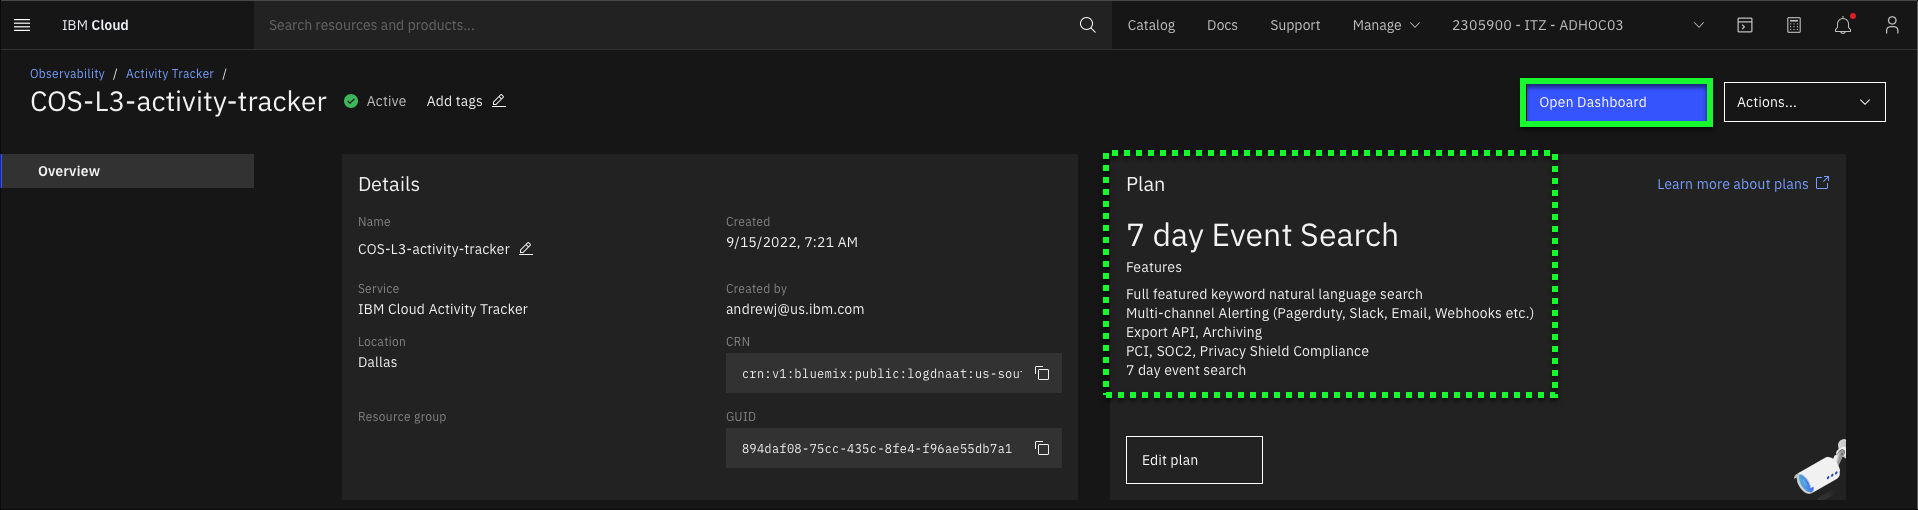 IBM Cloud
Search resources and products...
Catalog
Docs
Support
Manage
2305900 - ITZ - ADHOC03
Observability / Activity Tracker /
COS-L3-activity-tracker
Active
Add tags
Open Dashboard
Actions...
Overview
Details
Name
COS-L3-activity-tracker
Created
9/15/2022, 7:21 AM
Service
IBM Cloud Activity Tracker
Created by
andrewj@us.ibm.com
Location
Dallas
CRN
crn:v1:bluemix:public:logdnaat:us-sou
Resource group
GUID
894daf08-75cc-435c-8fe4-f96ae55db7a1
Plan
Learn more about plans
7 day Event Search
Features
Full featured keyword natural language search
Multi-channel Alerting (Pagerduty, Slack, Email, Webhooks etc.)
Export API, Archiving
PCI, SOC2, Privacy Shield Compliance
7 day event search
Edit plan